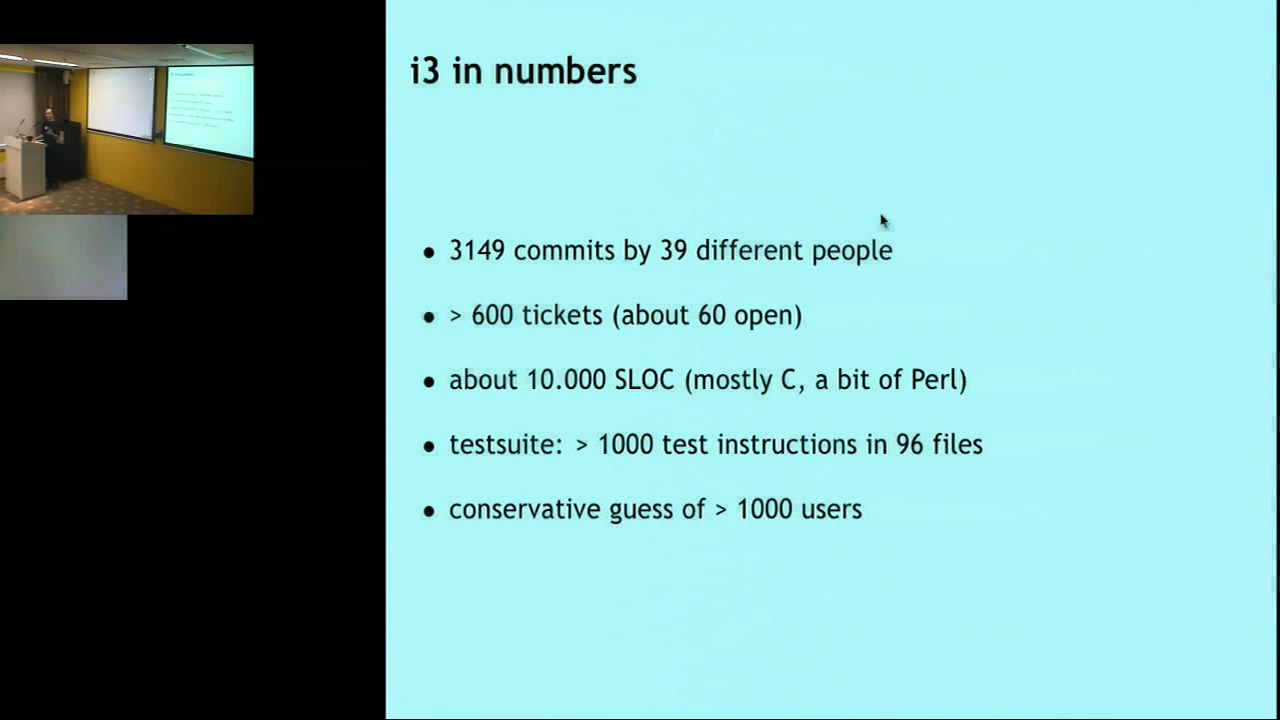 i3 in numbers
• 3149 commits by 39 different people
• > 600 tickets (about 60 open)
• about 10.000 SLOC (mostly C, a bit of Perl)
• testsuite: > 1000 test instructions in 96 files
• conservative guess of > 1000 users